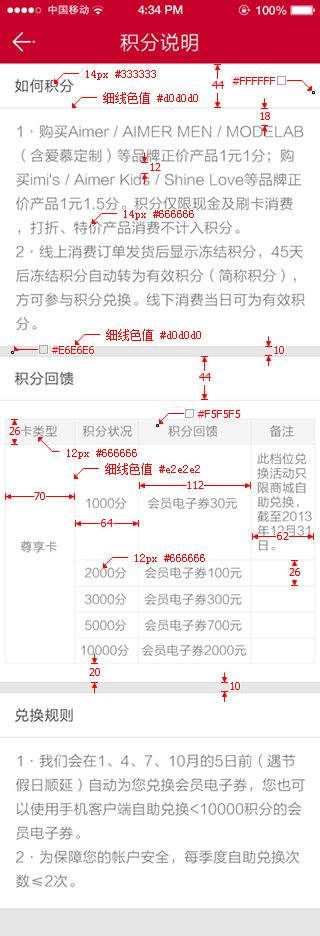 中国移动 4:34 PM 100%
积分说明
如何积分 14px #333333 44 #FFFFFF
细线色值 #d0d0d0 18
1·购买Aimer / AIMER MEN / MODELAB
（含爱慕定制）等品牌正价产品1元1分；购
12
买imi's / Aimer Kids / Shine Love等品牌正
价产品1元1.5分。积分仅限现金及刷卡消费
14px #666666
，打折、特价产品消费不计入积分。
2·线上消费订单发货后显示冻结积分，45天
后冻结积分自动转为有效积分（简称积分），
方可参与积分兑换。线下消费当日可为有效积
分。
细线色值 #d0d0d0
#E6E6E6 10
积分回馈 44
#F5F5F5
26 卡类型 积分状况 积分回馈 备注
12px #666666
细线色值 #e2e2e2
此档位兑
换活动只
限商城自
助兑换，
截至2013
年12月31
日。
70 112
1000分 会员电子券30元
64 62
尊享卡
12px #666666
2000分 会员电子券100元 26
3000分 会员电子券300元
5000分 会员电子券700元
10000分 会员电子券2000元
20
10
兑换规则
1·我们会在1、4、7、10月的5日前（遇节
假日顺延）自动为您兑换会员电子券，您也可
以使用手机客户端自助兑换<10000积分的会
员电子券。
2·为保障您的帐户安全，每季度自助兑换次
数≤2次。